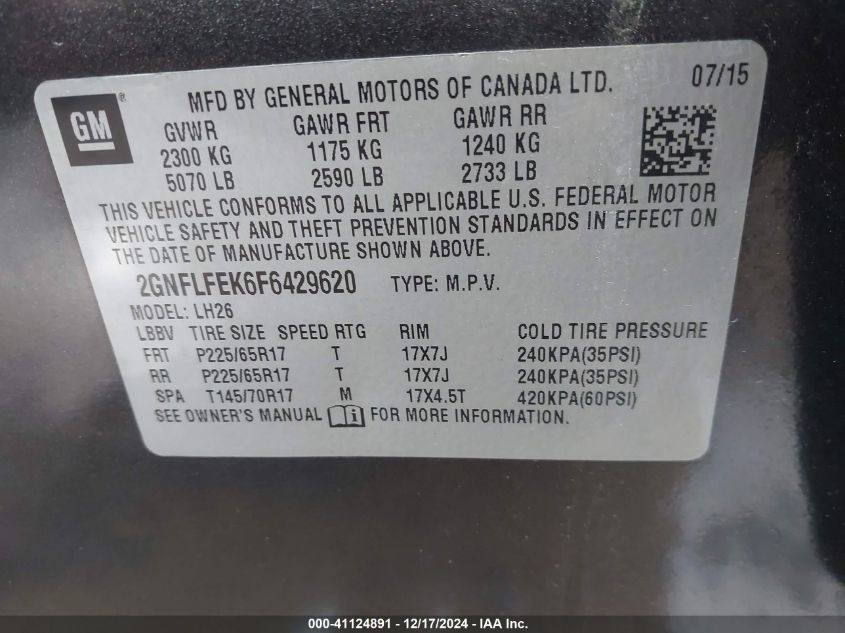 GM®
MFD BY GENERAL MOTORS OF CANADA LTD. 07/15
GVWR GAWR FRT GAWR RR
2300 KG 1175 KG 1240 KG
5070 LB 2590 LB 2733 LB
THIS VEHICLE CONFORMS TO ALL APPLICABLE U.S. FEDERAL MOTOR
VEHICLE SAFETY AND THEFT PREVENTION STANDARDS IN EFFECT ON
THE DATE OF MANUFACTURE SHOWN ABOVE.
2GNFLFEK6F6429620 TYPE: M.P.V.
MODEL: LH26
LBBV TIRE SIZE SPEED RTG RIM COLD TIRE PRESSURE
FRT P225/65R17 T 17X7J 240KPA(35PSI)
RR P225/65R17 T 17X7J 240KPA(35PSI)
SPA T145/70R17 M 17X4.5T 420KPA(60PSI)
SEE OWNER'S MANUAL i FOR MORE INFORMATION.
000-41124891 - 12/17/2024 - IAA, Inc.